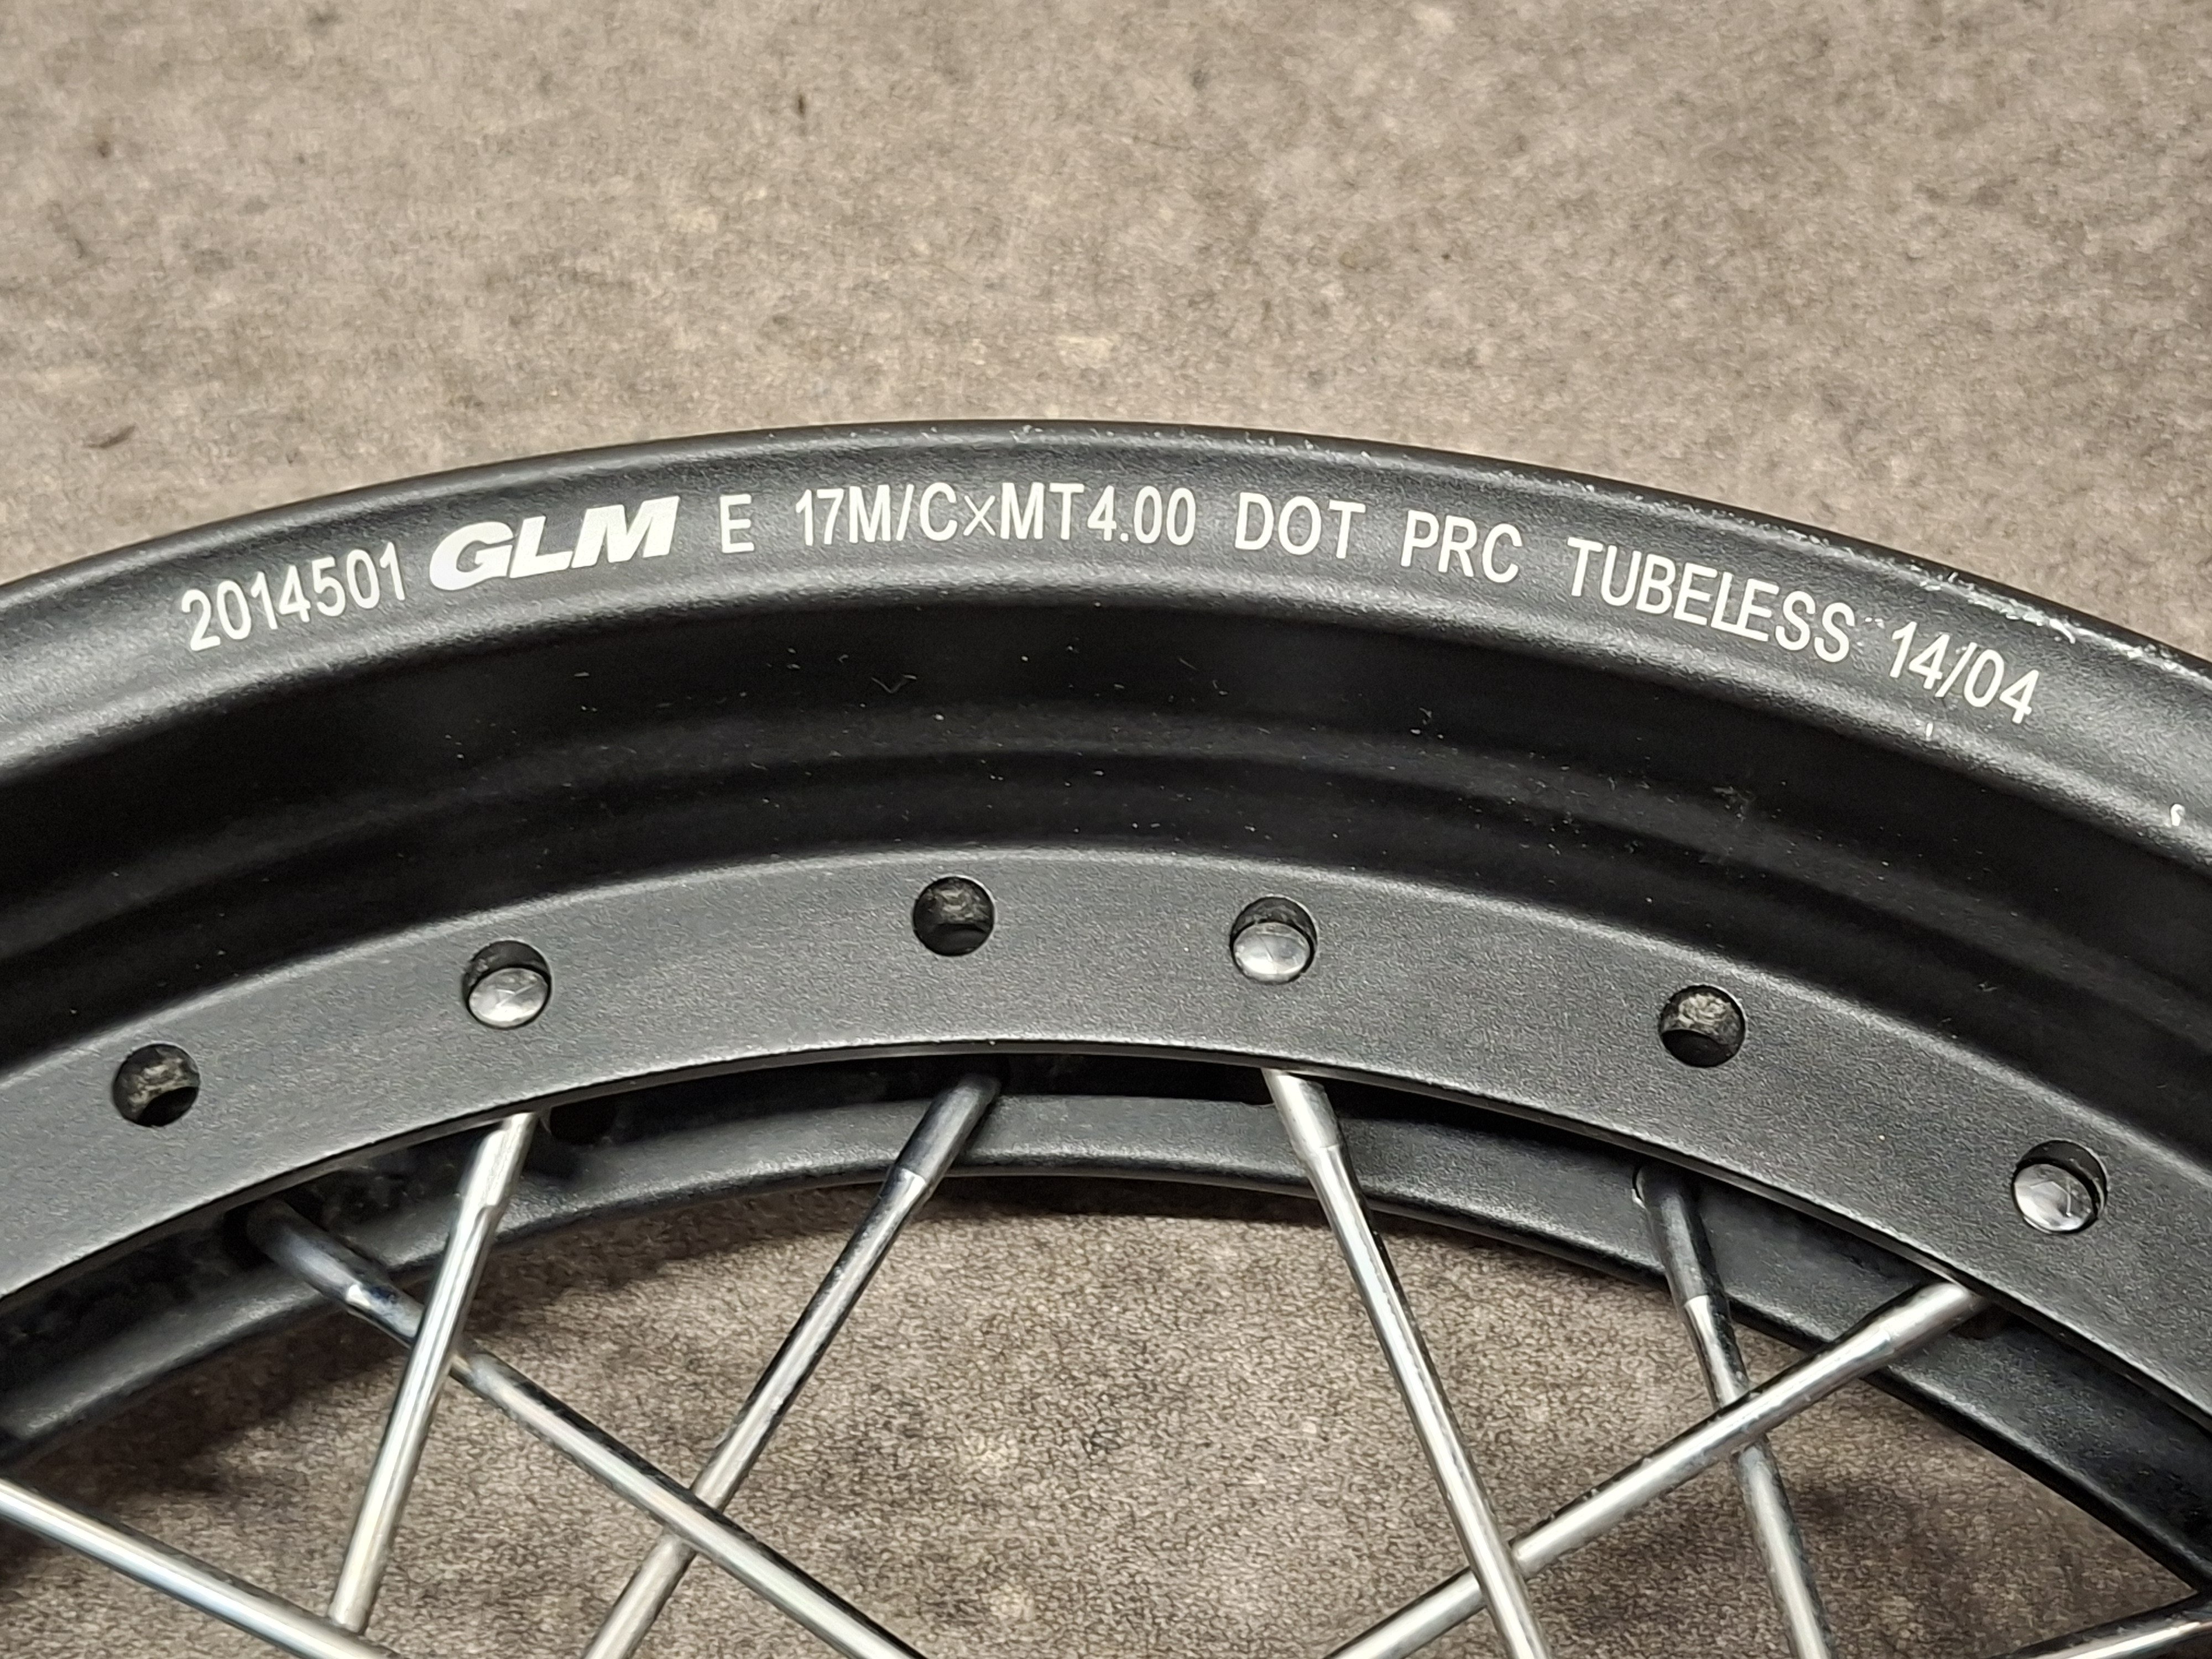 2014501 GLM E 17M/C×MT4.00 DOT PRC TUBELESS 14/04